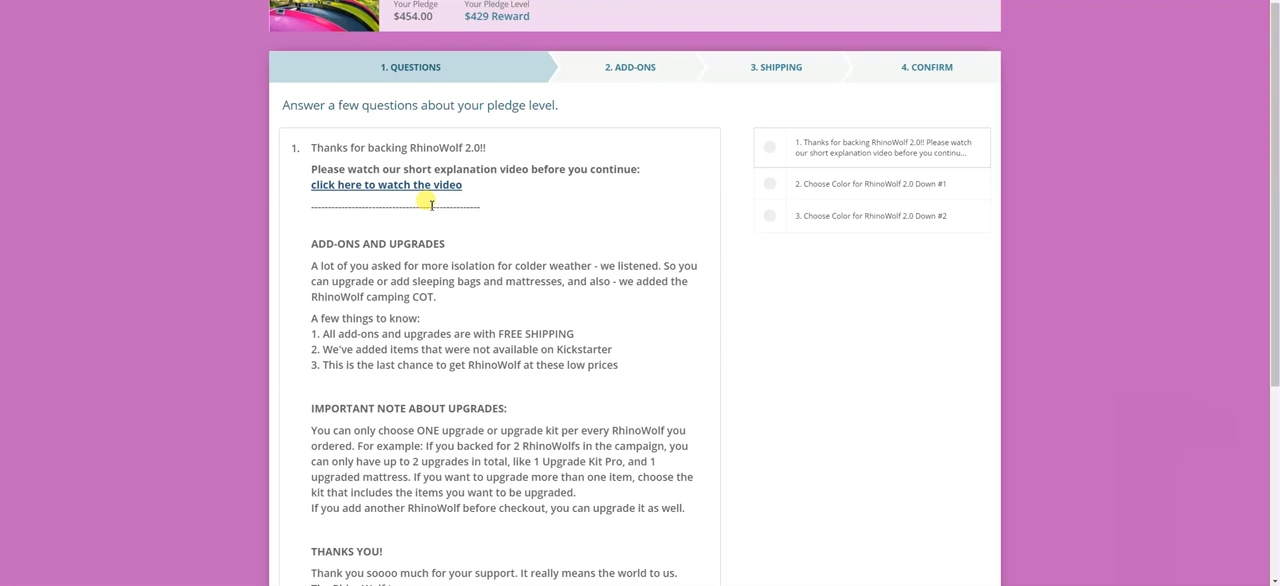 Your Pledge
Your Pledge Level
$454.00
$429 Reward
1. QUESTIONS
2. ADD-ONS
3. SHIPPING
4. CONFIRM
Answer a few questions about your pledge level.
1. Thanks for backing RhinoWolf 2.0!!
Please watch our short explanation video before you continue:
click here to watch the video
--------------------------------------------------
ADD-ONS AND UPGRADES
A lot of you asked for more isolation for colder weather - we listened. So you
can upgrade or add sleeping bags and mattresses, and also - we added the
RhinoWolf camping COT.
A few things to know:
1. All add-ons and upgrades are with FREE SHIPPING
2. We've added items that were not available on Kickstarter
3. This is the last chance to get RhinoWolf at these low prices
IMPORTANT NOTE ABOUT UPGRADES:
You can only choose ONE upgrade or upgrade kit per every RhinoWolf you
ordered. For example: If you backed for 2 RhinoWolfs in the campaign, you
can only have up to 2 upgrades in total, like 1 Upgrade Kit Pro, and 1
upgraded mattress. If you want to upgrade more than one item, choose the
kit that includes the items you want to be upgraded.
If you add another RhinoWolf before checkout, you can upgrade it as well.
THANKS YOU!
Thank you soooo much for your support. It really means the world to us.
1. Thanks for backing RhinoWolf 2.0!! Please watch
our short explanation video before you continu...
2. Choose Color for RhinoWolf 2.0 Down #1
3. Choose Color for RhinoWolf 2.0 Down #2